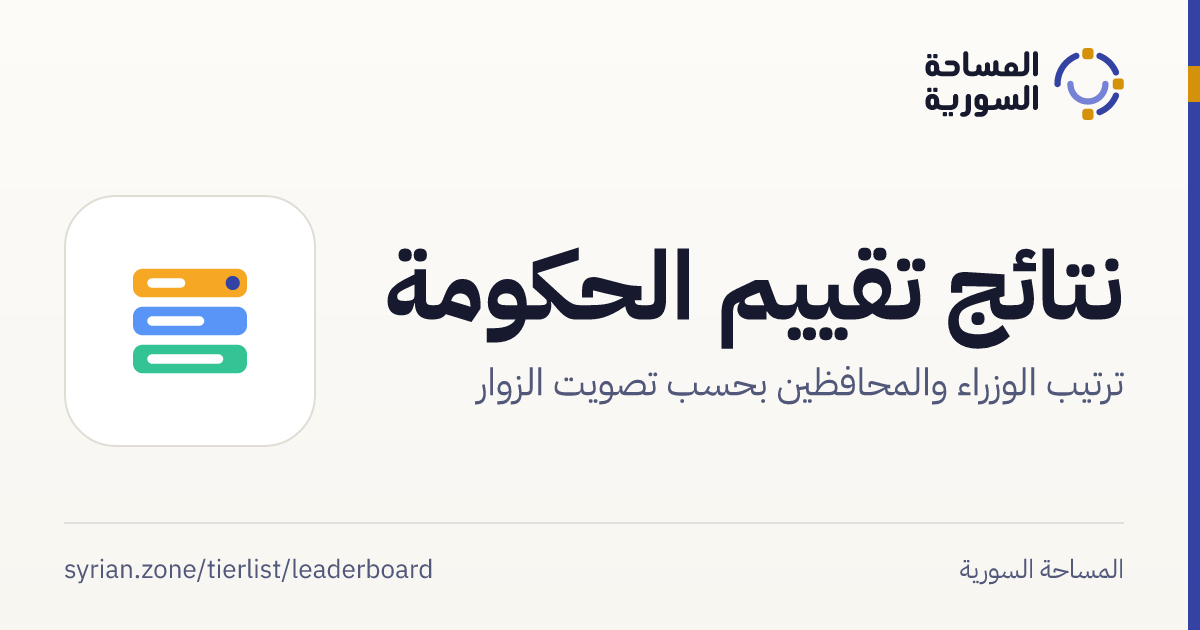 المساحة
السورية
نتائج تقييم الحكومة
ترتيب الوزراء والمحافظين بحسب تصويت الزوار
المساحة السورية
syrian.zone/tierlist/leaderboard